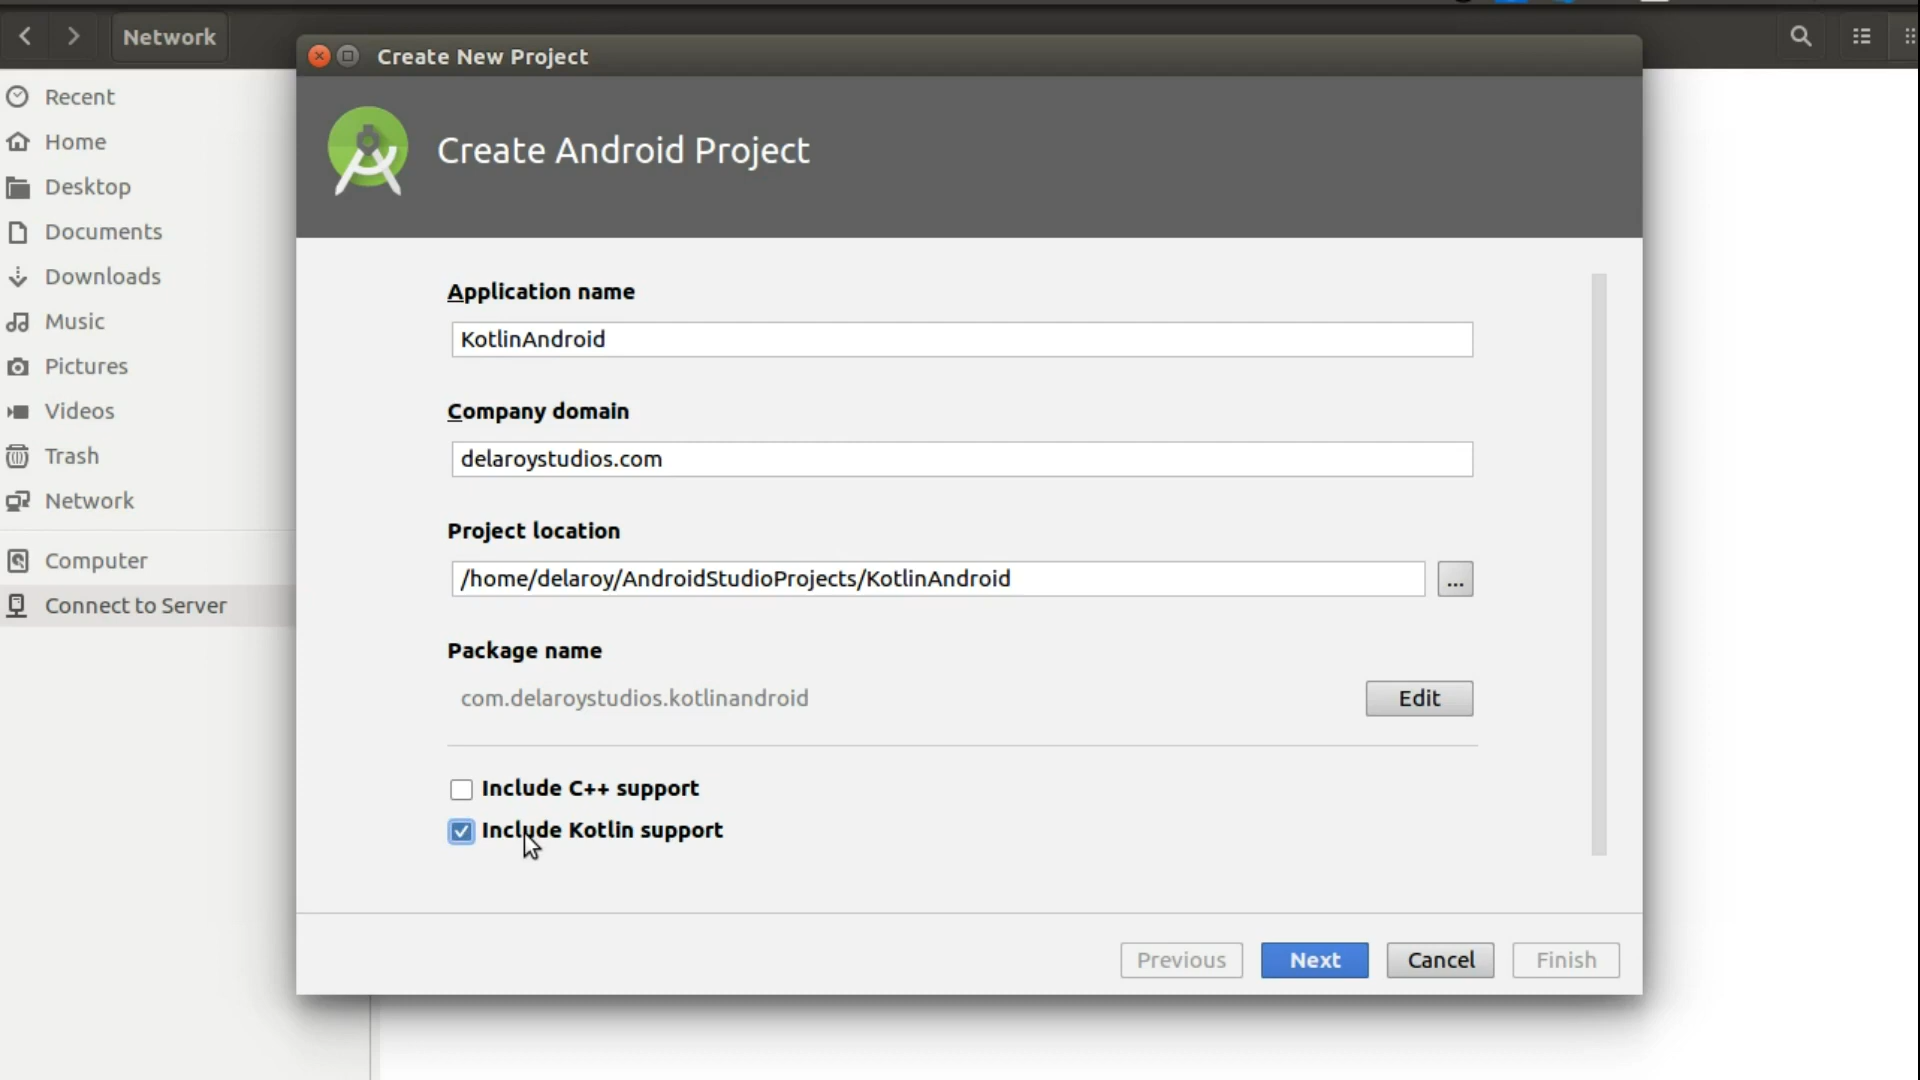 Network
Create New Project
Recent
Home
Desktop
Documents
Downloads
Music
Pictures
Videos
Trash
Network
Computer
Connect to Server
Create Android Project
Application name
KotlinAndroid
Company domain
delaroystudios.com
Project location
/home/delaroy/AndroidStudioProjects/KotlinAndroid
...
Package name
com.delaroystudios.kotlinandroid
Edit
Include C++ support
Include Kotlin support
Previous
Next
Cancel
Finish